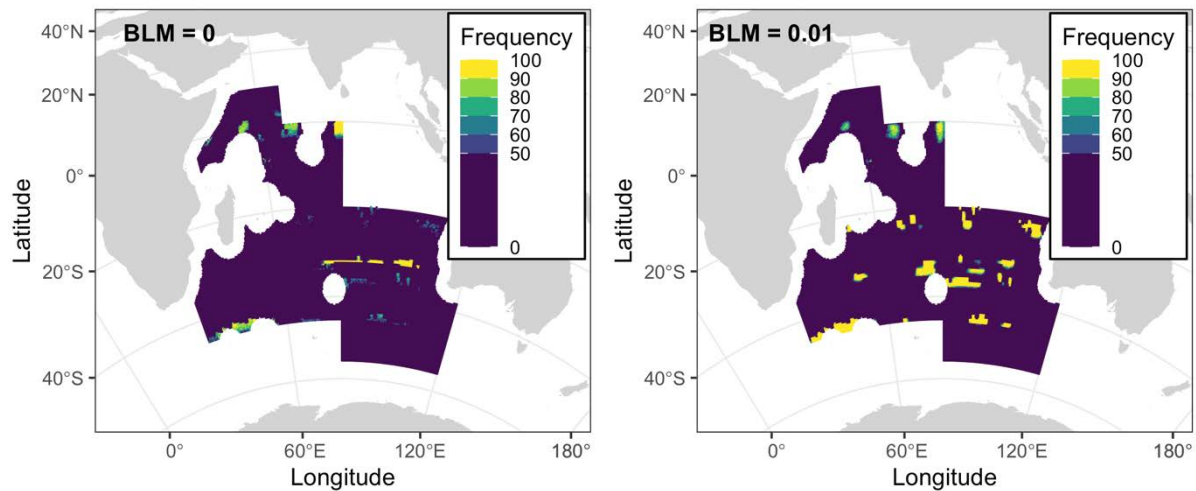 BLM = 0
Frequency
100
90
80
70
60
50
0
40°N
20°N
0°
20°S
40°S
Latitude
0°
60°E
120°E
180°
Longitude
BLM = 0.01
Frequency
100
90
80
70
60
50
0
40°N
20°N
0°
20°S
40°S
Latitude
0°
60°E
120°E
180°
Longitude